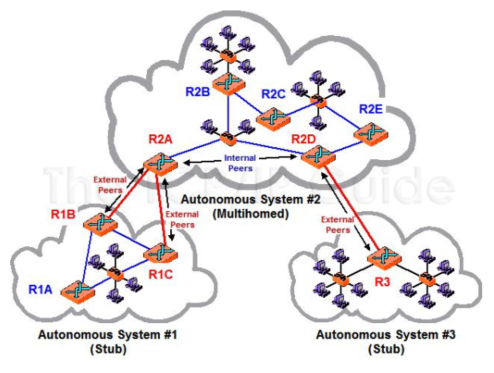 R2B
R2C
R2E
R2A
R2D
Internal
Peers
External
Peers
Autonomous System #2
(Multihomed)
The TCP/IP Guide
R1B
External
Peers
External
Peers
R1A
R1C
R3
Autonomous System #1
(Stub)
Autonomous System #3
(Stub)